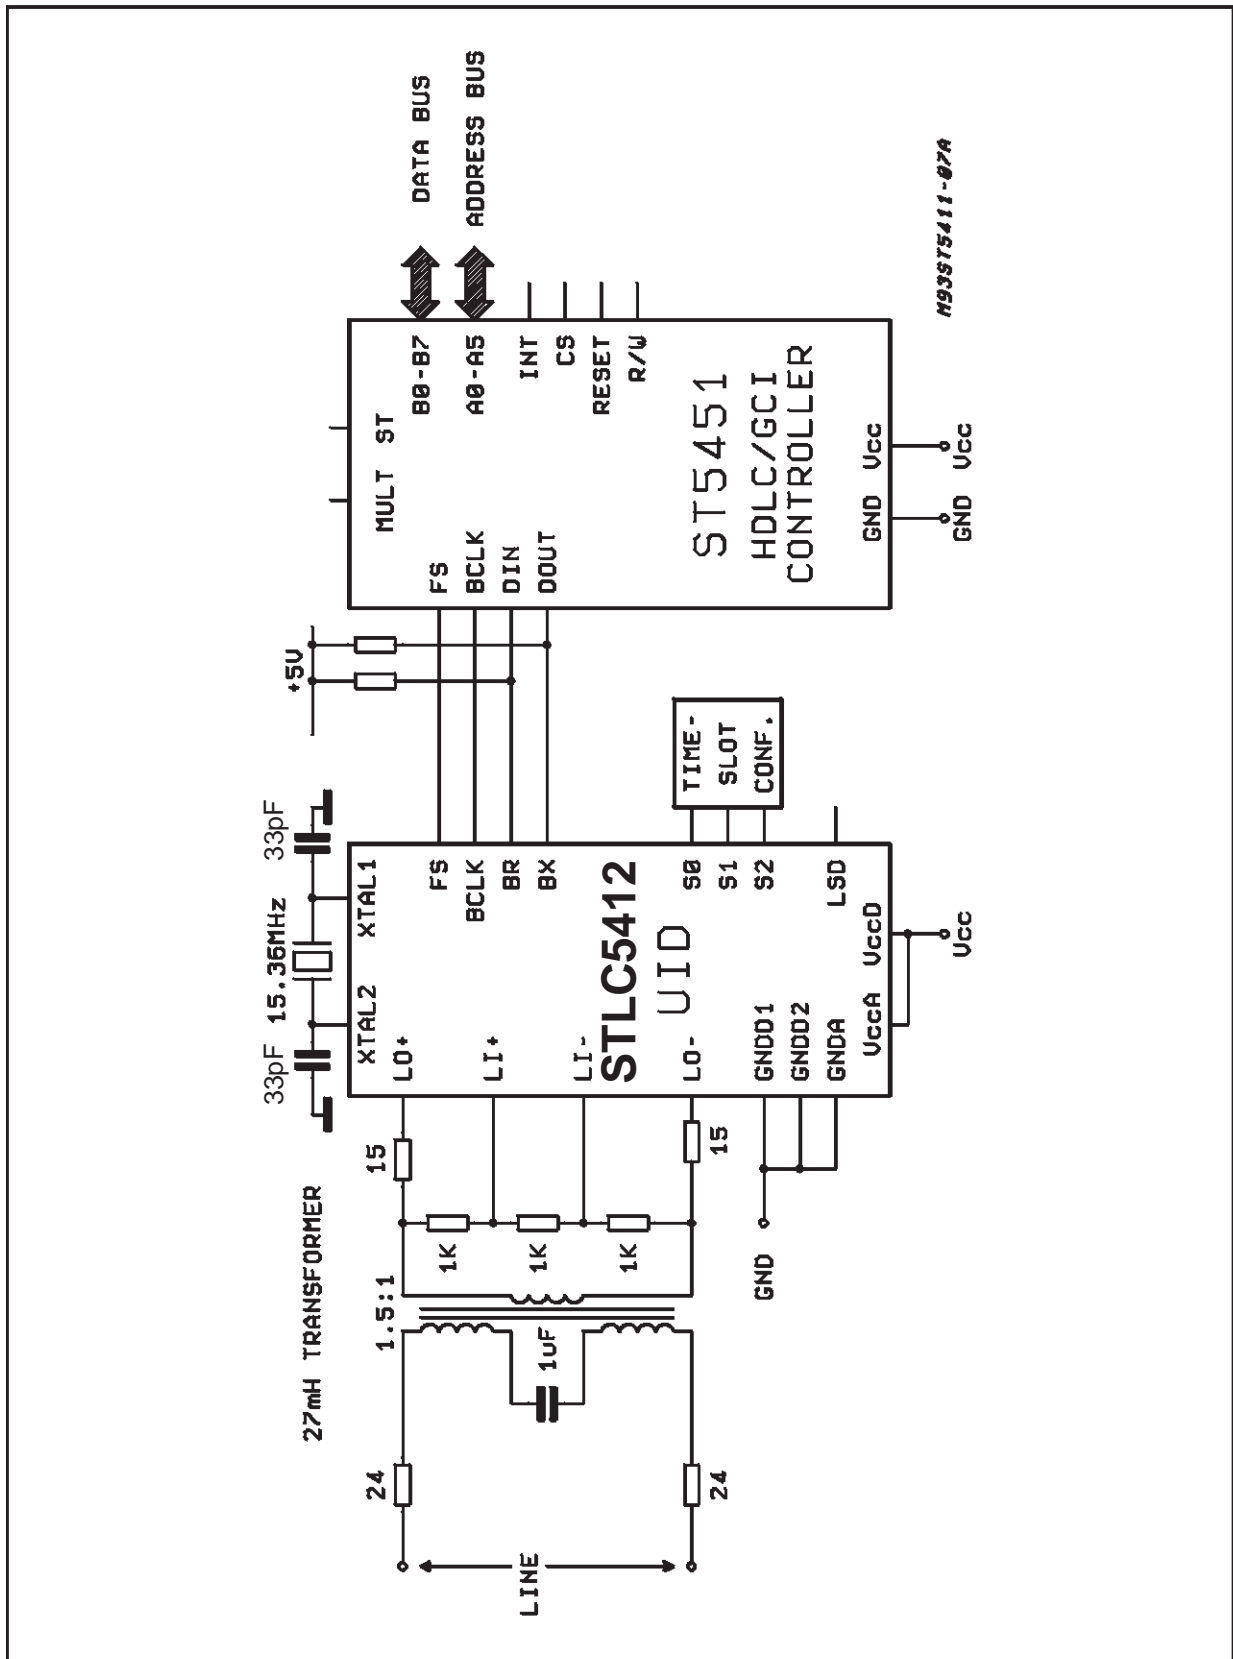 27mH TRANSFORMER
1.5:1
LINE
24
24
1uF
1K
1K
1K
15
15
GND
33pF
15.36MHz
33pF
XTAL2
XTAL1
LO+
LI+
LI-
LO-
GNDD1
GNDD2
GNDA
VccA
VccD
Vcc
STLC5412
UID
FS
BCLK
BR
BX
S0
S1
S2
LSD
TIME-
SLOT
CONF.
+5V
MULT
ST
FS
BCLK
DIN
DOUT
B0-B7
A0-A5
INT
CS
RESET
R/W
ST5451
HDLC/GCI
CONTROLLER
GND
Vcc
GND
Vcc
DATA BUS
ADDRESS BUS
M93ST5411-07A